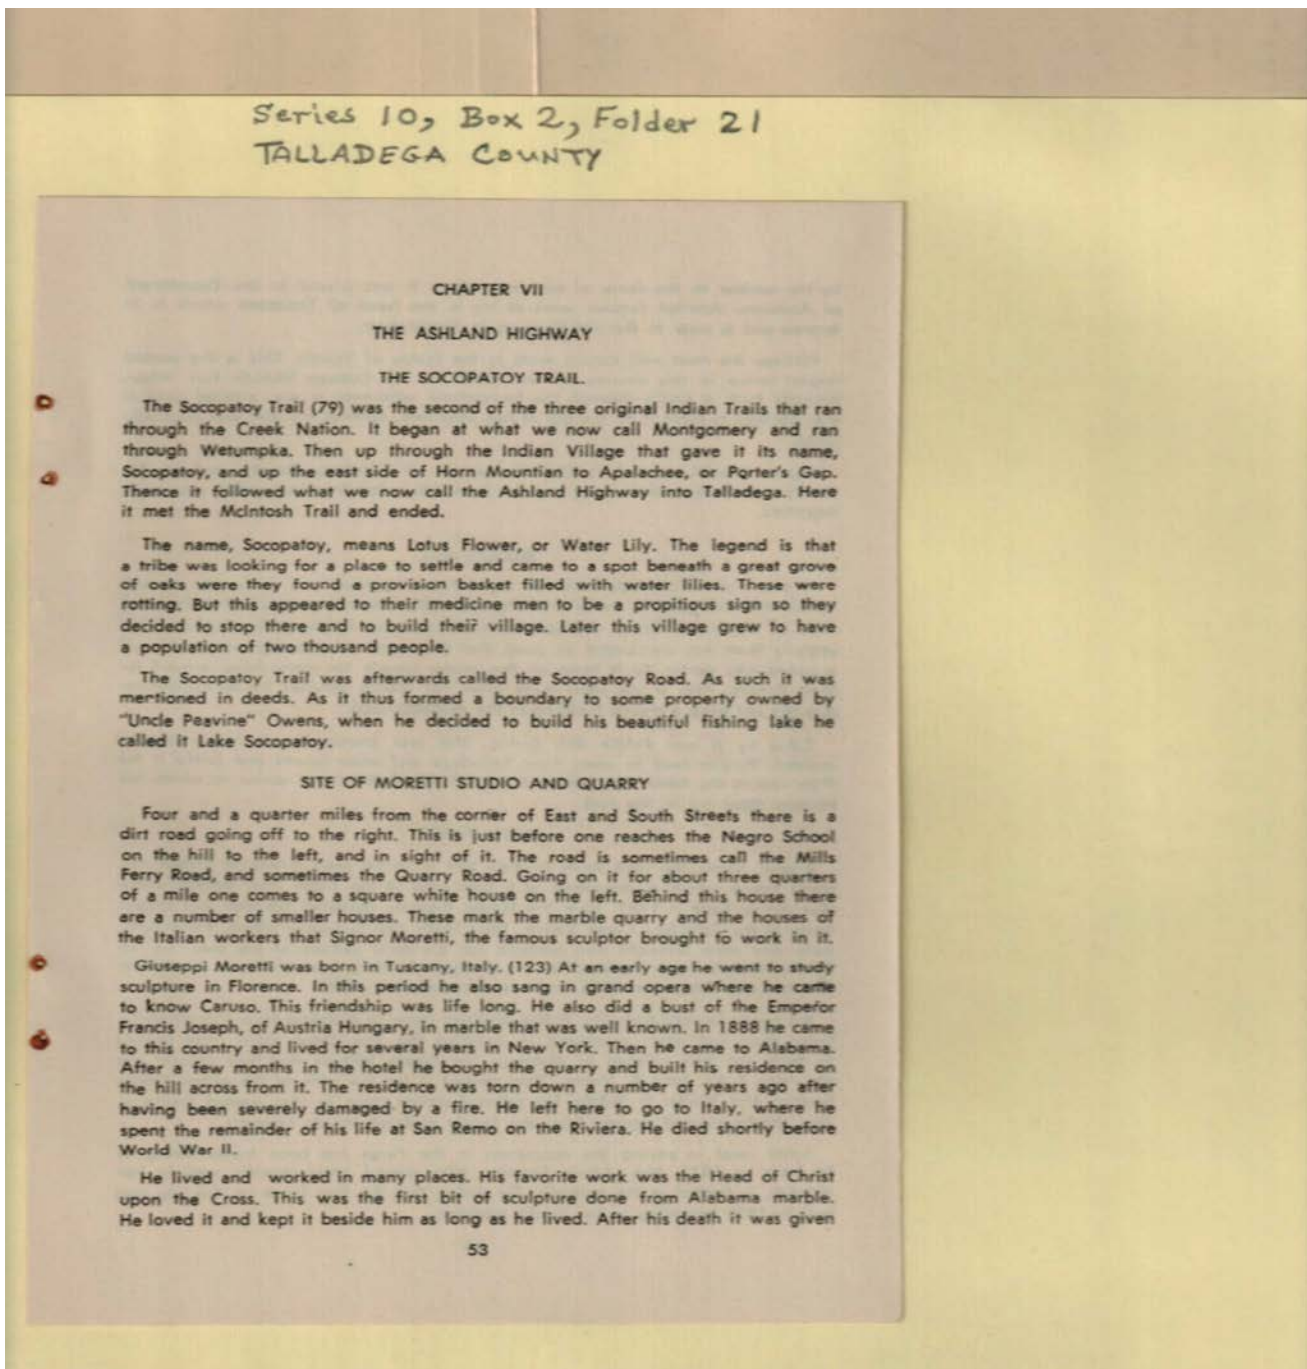 Series 10, Box 2, Folder 21
TALLADEGA COUNTY
CHAPTER VII
THE ASHLAND HIGHWAY
THE SOCOPATOY TRAIL.
The Socopatoy Trail (79) was the second of the three original Indian Trails that ran
through the Creek Nation. It began at what we now call Montgomery and ran
through Wetumpka. Then up through the Indian Village that gave it its name,
Socopatoy, and up the east side of Horn Mountian to Apalachee, or Porter's Gap.
Thence it followed what we now call the Ashland Highway into Talladega. Here
it met the McIntosh Trail and ended.
The name, Socopatoy, means Lotus Flower, or Water Lily. The legend is that
a tribe was looking for a place to settle and came to a spot beneath a great grove
of oaks were they found a provision basket filled with water lilies. These were
rotting. But this appeared to their medicine men to be a propitious sign so they
decided to stop there and to build their village. Later this village grew to have
a population of two thousand people.
The Socopatoy Trail was afterwards called the Socopatoy Road. As such it was
mentioned in deeds. As it thus formed a boundary to some property owned by
"Uncle Peavine" Owens, when he decided to build his beautiful fishing lake he
called it Lake Socopatoy.
SITE OF MORETTI STUDIO AND QUARRY
Four and a quarter miles from the corner of East and South Streets there is a
dirt road going off to the right. This is just before one reaches the Negro School
on the hill to the left, and in sight of it. The road is sometimes call the Mills
Ferry Road, and sometimes the Quarry Road. Going on it for about three quarters
of a mile one comes to a square white house on the left. Behind this house there
are a number of smaller houses. These mark the marble quarry and the houses of
the Italian workers that Signor Moretti, the famous sculptor brought to work in it.
Giuseppi Moretti was born in Tuscany, Italy. (123) At an early age he went to study
sculpture in Florence. In this period he also sang in grand opera where he came
to know Caruso. This friendship was life long. He also did a bust of the Emperor
Francis Joseph, of Austria Hungary, in marble that was well known. In 1888 he came
to this country and lived for several years in New York. Then he came to Alabama.
After a few months in the hotel he bought the quarry and built his residence on
the hill across from it. The residence was torn down a number of years ago after
having been severely damaged by a fire. He left here to go to Italy, where he
spent the remainder of his life at San Remo on the Riviera. He died shortly before
World War II.
He lived and worked in many places. His favorite work was the Head of Christ
upon the Cross. This was the first bit of sculpture done from Alabama marble.
He loved it and kept it beside him as long as he lived. After his death it was given
53